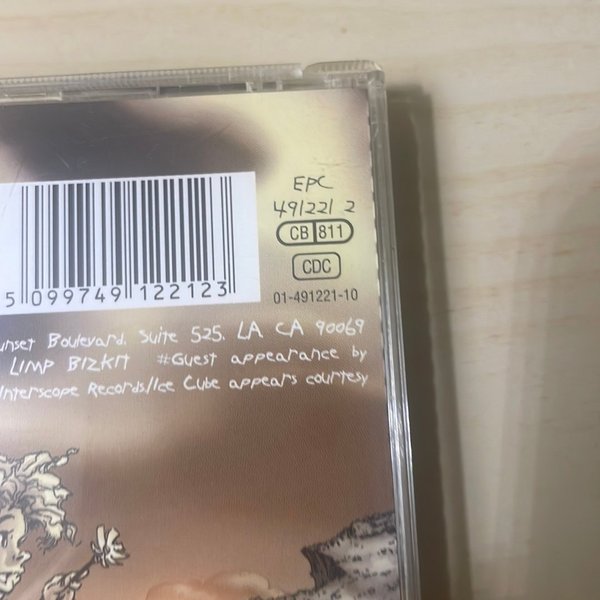 EPC
491221 2
CB 811
CDC
01-491221-10
5 099749 122123
unset Boulevard, Suite 525, LA CA 90069
LIMP BIZKIT #Guest appearance by
Interscope Records/Ice Cube appears courtesy